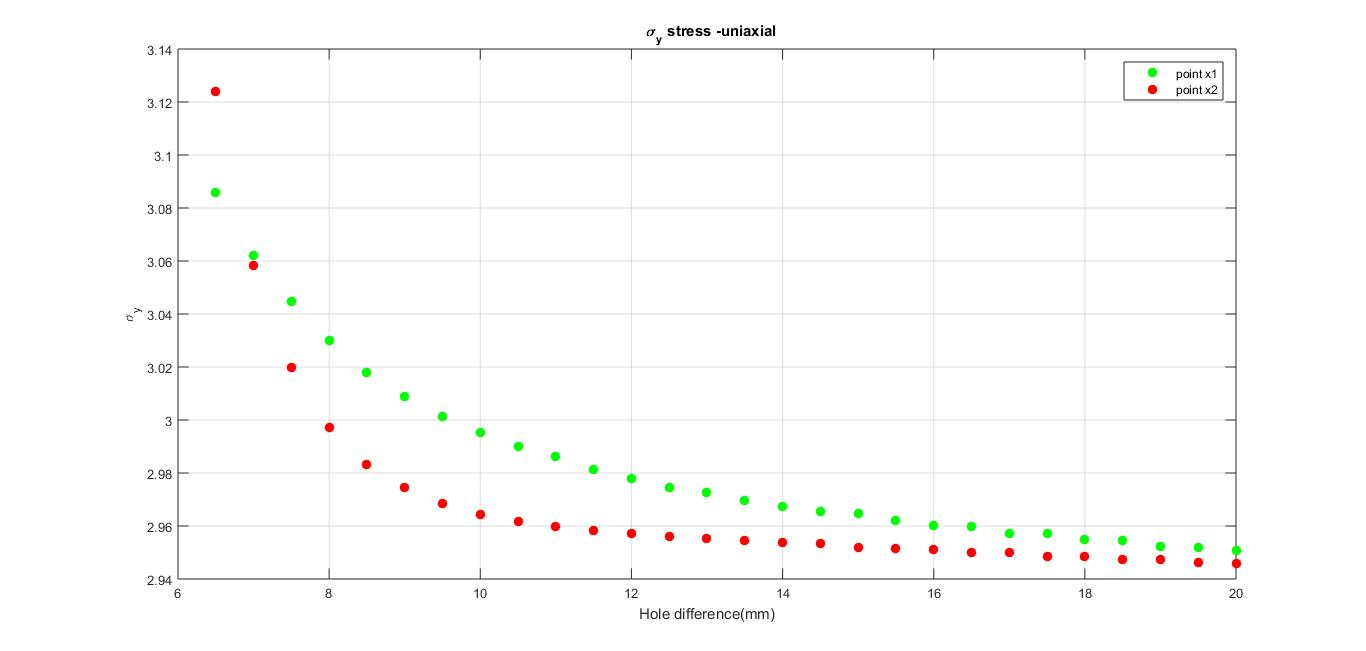 σy stress -uniaxial
3.14
3.12
3.1
3.08
3.06
3.04
3.02
3
2.98
2.96
2.94
σy
point x1
point x2
6 8 10 12 14 16 18 20
Hole difference(mm)